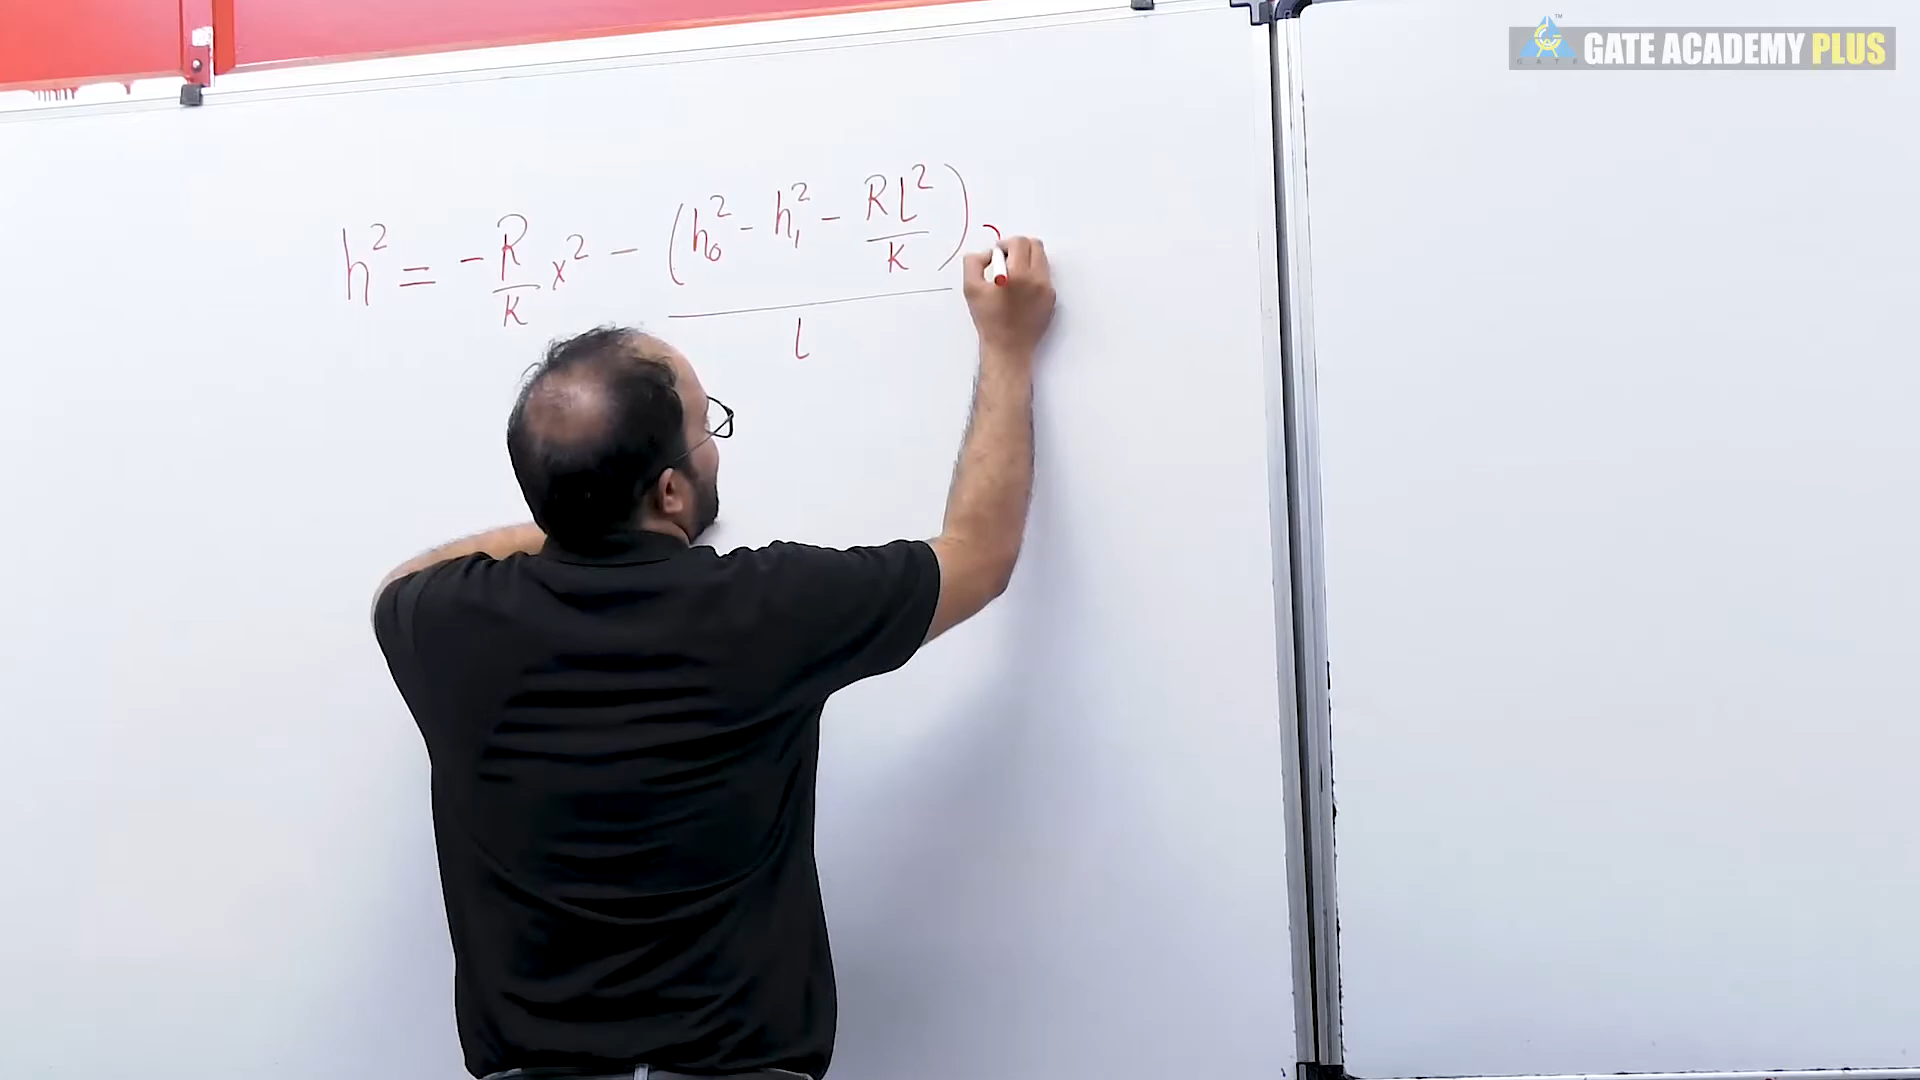 GATE ACADEMY PLUS
h² = -R/K x² - (h₀² - h₁² - RL²/K)/L